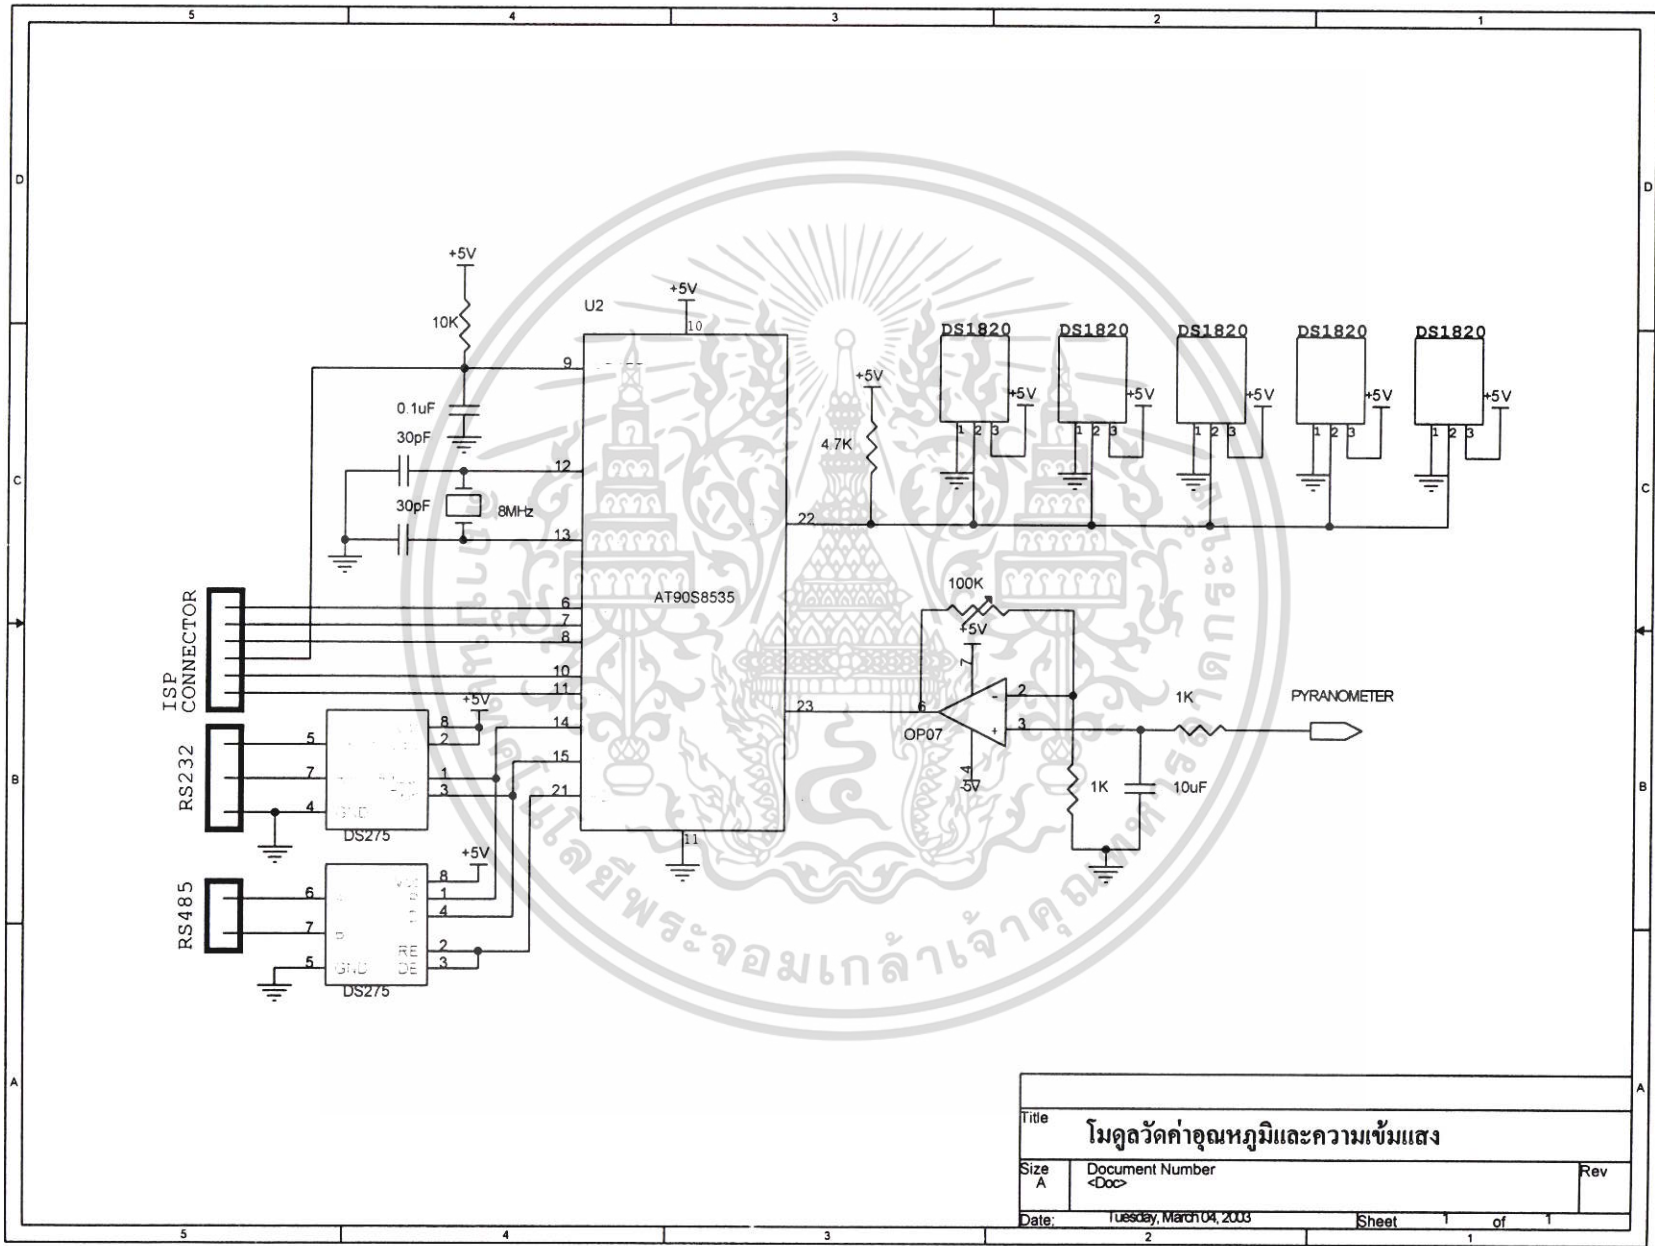 5 4 3 2 1
D D
C C
B B
A A
+5V
10K
0.1uF
30pF
30pF
8MHz
U2
+5V
10
9
12
13
6
7
8
10
11
14
15
21
22
23
11
AT90S8535
ISP
CONNECTOR
RS232
5
7
4
GND
8
2
1
3
+5V
DS275
RS485
6
7
5
GND
8
1
4
2
3
RE
DE
+5V
DS275
+5V
4.7K
DS1820 DS1820 DS1820 DS1820 DS1820
+5V +5V +5V +5V +5V
1 2 3 1 2 3 1 2 3 1 2 3 1 2 3
100K
+5V
7
2
-
6
3
+
OP07
4
-5V
1K
1K
10uF
PYRANOMETER
Title
โมดูลวัดค่าอุณหภูมิและความเข้มแสง
Size
A
Document Number
<Doc>
Rev
Date: Tuesday, March 04, 2003 Sheet 1 of 1
5 4 3 2 1